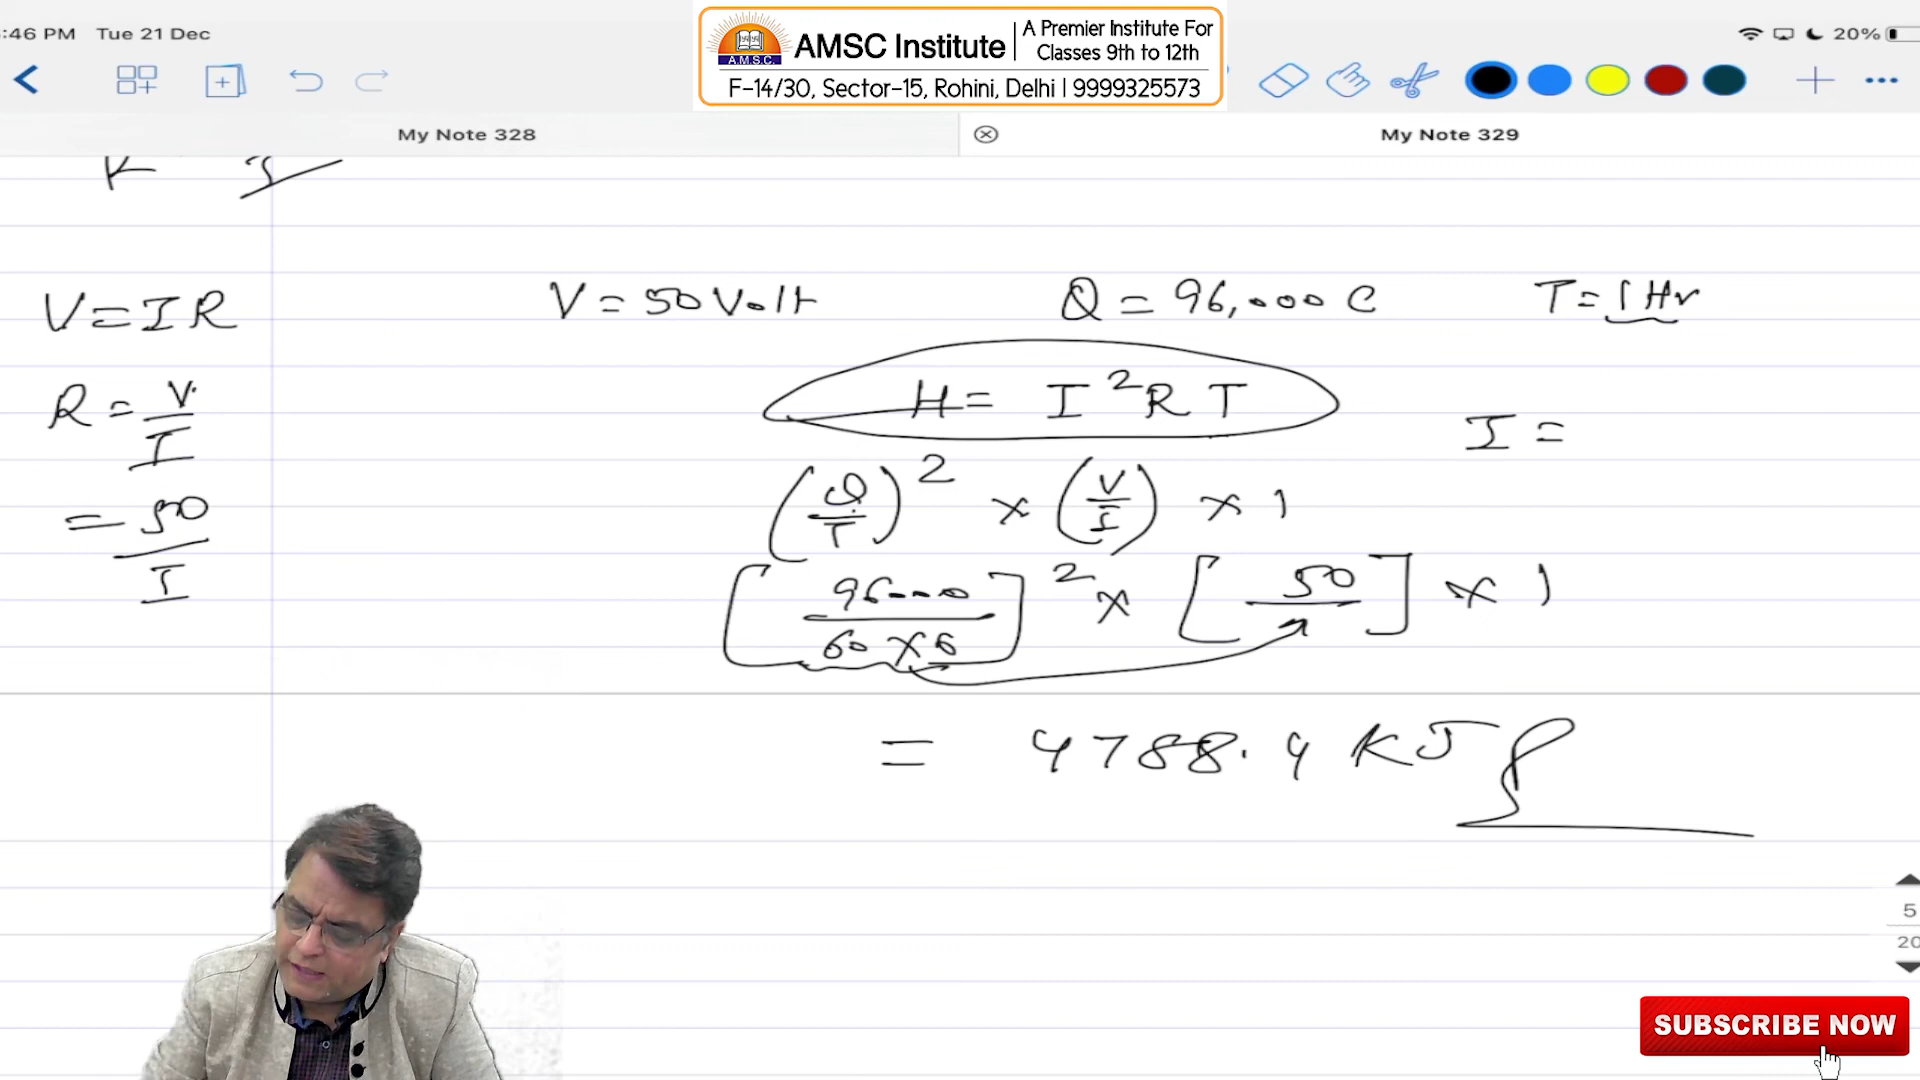 :46 PM Tue 21 Dec
20%
A.M.S.C.
AMSC Institute
A Premier Institute For
Classes 9th to 12th
F-14/30, Sector-15, Rohini, Delhi | 9999325573
My Note 328
My Note 329
V = IR
V = 50 Volt
Q = 96,000 C
T = 1 Hr
R = V/I
H = I²RT
I =
(Q/T)² × (V/I) × 1
= 50/I
[96000/60×6]² × [50/ ] × 1
= 4788.4 KJ
5
20
SUBSCRIBE NOW